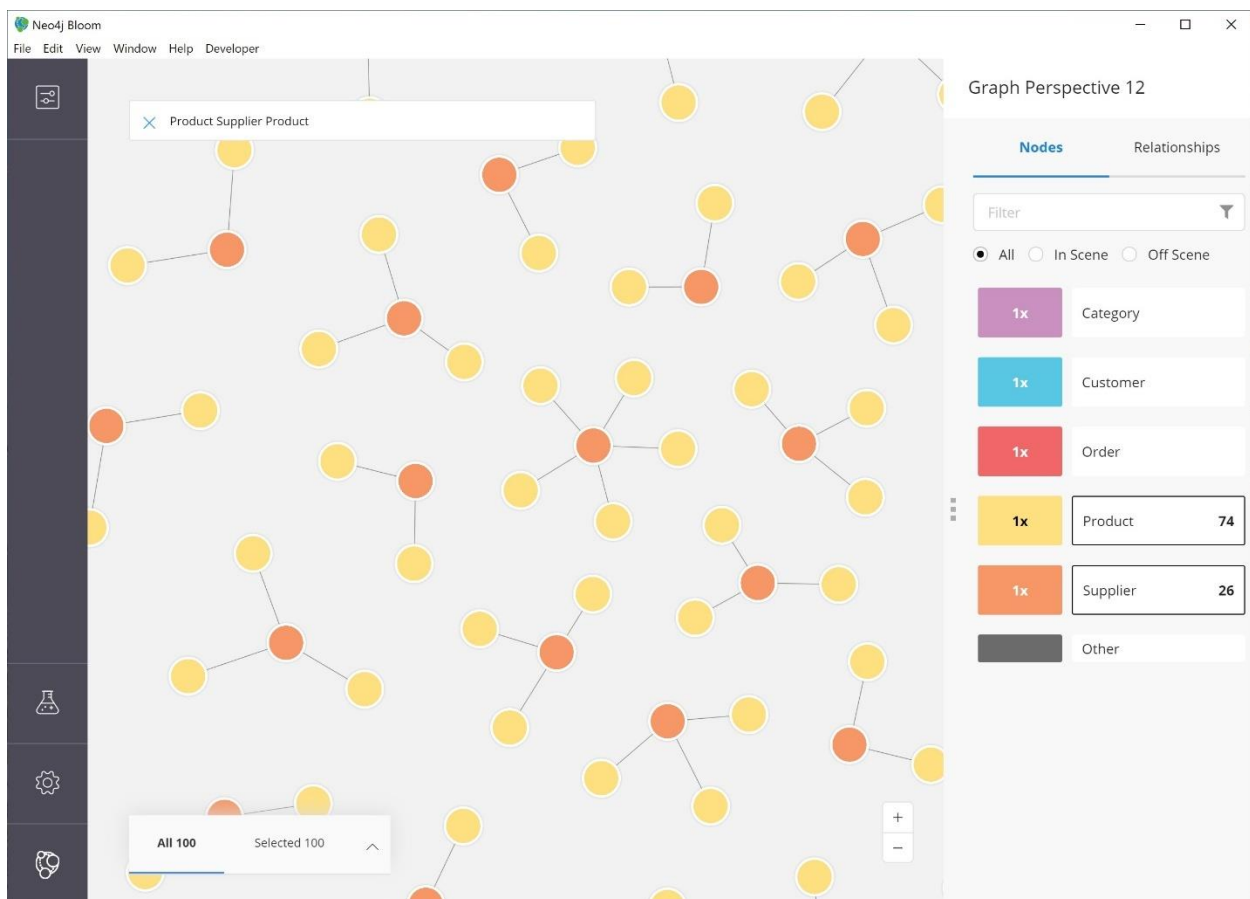 Neo4j Bloom
File Edit View Window Help Developer
Product Supplier Product
Graph Perspective 12
Nodes Relationships
Filter
All In Scene Off Scene
1x Category
1x Customer
1x Order
1x Product 74
1x Supplier 26
Other
All 100 Selected 100
+
−